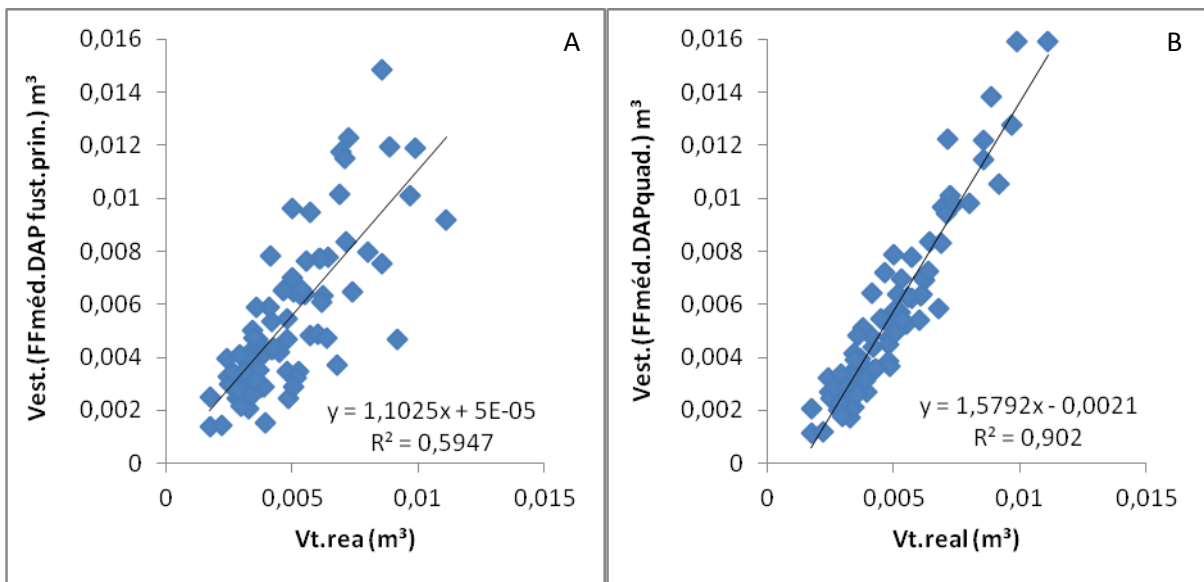 A
Vest.(FFméd.DAP fust.prin.) m³
0,016
0,014
0,012
0,01
0,008
0,006
0,004
0,002
0
y = 1,1025x + 5E-05
R² = 0,5947
0
0,005
0,01
0,015
Vt.rea (m³)
B
Vest.(FFméd.DAPquad.) m³
0,016
0,014
0,012
0,01
0,008
0,006
0,004
0,002
0
y = 1,5792x - 0,0021
R² = 0,902
0
0,005
0,01
0,015
Vt.real (m³)